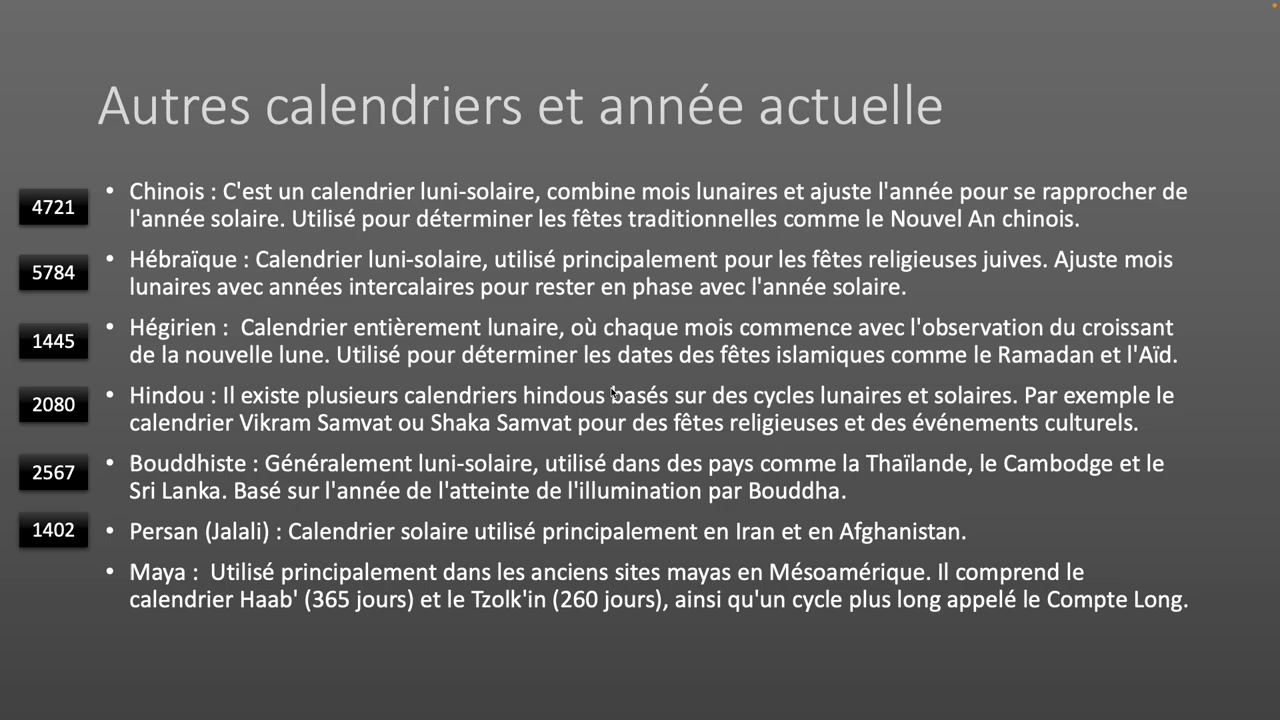 Autres calendriers et année actuelle
4721
• Chinois : C'est un calendrier luni-solaire, combine mois lunaires et ajuste l'année pour se rapprocher de
l'année solaire. Utilisé pour déterminer les fêtes traditionnelles comme le Nouvel An chinois.
5784
• Hébraïque : Calendrier luni-solaire, utilisé principalement pour les fêtes religieuses juives. Ajuste mois
lunaires avec années intercalaires pour rester en phase avec l'année solaire.
1445
• Hégirien :  Calendrier entièrement lunaire, où chaque mois commence avec l'observation du croissant
de la nouvelle lune. Utilisé pour déterminer les dates des fêtes islamiques comme le Ramadan et l'Aïd.
2080
• Hindou : Il existe plusieurs calendriers hindous basés sur des cycles lunaires et solaires. Par exemple le
calendrier Vikram Samvat ou Shaka Samvat pour des fêtes religieuses et des événements culturels.
2567
• Bouddhiste : Généralement luni-solaire, utilisé dans des pays comme la Thaïlande, le Cambodge et le
Sri Lanka. Basé sur l'année de l'atteinte de l'illumination par Bouddha.
1402
• Persan (Jalali) : Calendrier solaire utilisé principalement en Iran et en Afghanistan.
• Maya :  Utilisé principalement dans les anciens sites mayas en Mésoamérique. Il comprend le
calendrier Haab' (365 jours) et le Tzolk'in (260 jours), ainsi qu'un cycle plus long appelé le Compte Long.